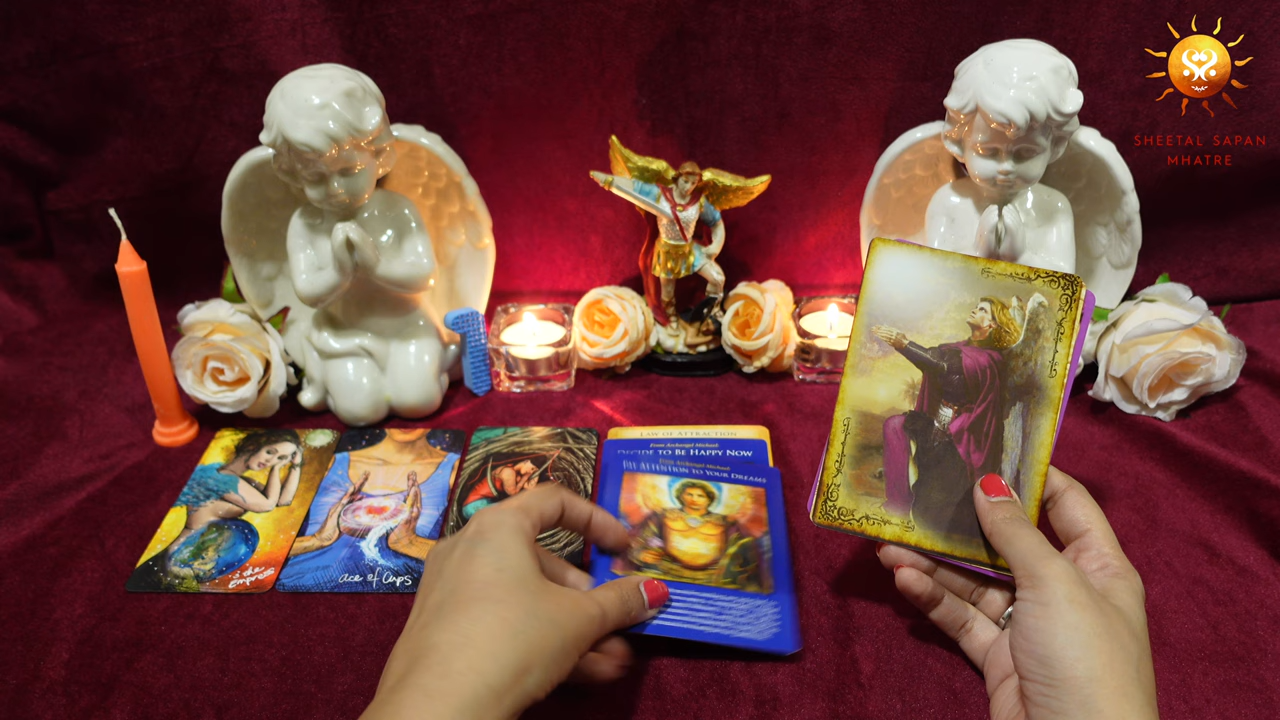 SHEETAL SAPAN
MHATRE
LAW OF ATTRACTION
From Archangel Michael:
DECIDE TO BE HAPPY NOW
From Archangel Michael:
PAY ATTENTION TO YOUR DREAMS
3 the
Empress
ace of Cups